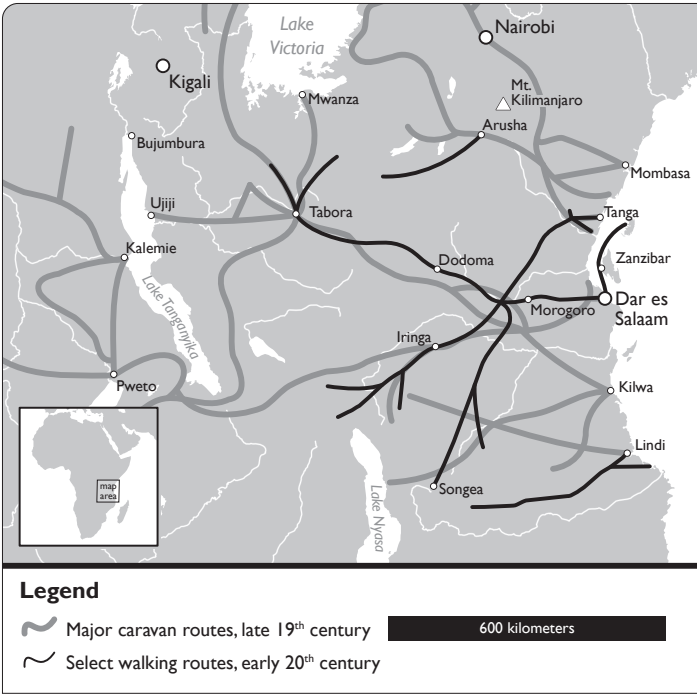 Lake
Victoria
Nairobi
Kigali
Mt.
Kilimanjaro
Mwanza
Arusha
Bujumbura
Mombasa
Ujiji
Tabora
Tanga
Kalemie
Dodoma
Zanzibar
Lake Tanganyika
Dar es
Salaam
Morogoro
Iringa
Pweto
Kilwa
Lindi
map
area
Songea
Lake Nyasa
Legend
Major caravan routes, late 19th century
600 kilometers
Select walking routes, early 20th century